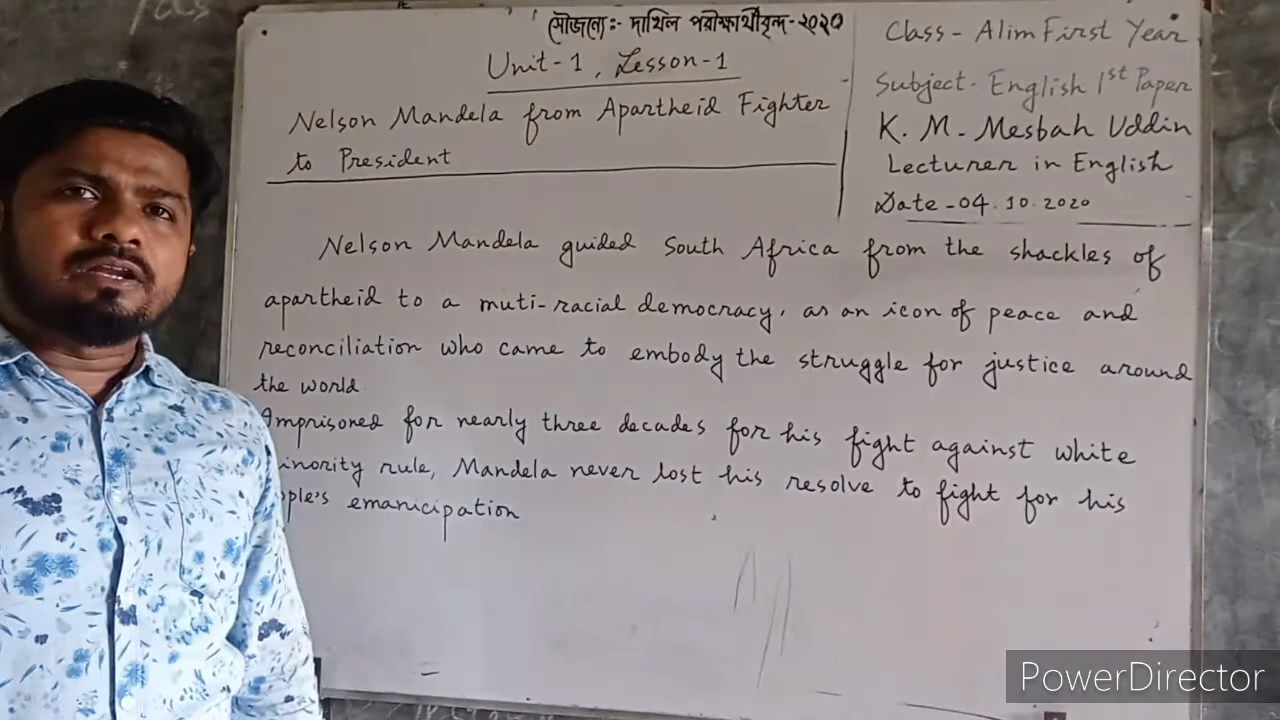 সৌজন্যে:- দাখিল পরীক্ষার্থীবৃন্দ-২০২০
Unit-1, Lesson-1
Nelson Mandela from Apartheid Fighter
to President
Class- Alim First Year
Subject- English 1st Paper
K. M. Mesbah Uddin
Lecturer in English
Date-04.10.2020
Nelson Mandela guided South Africa from the shackles of
apartheid to a muti-racial democracy, as an icon of peace and
reconciliation who came to embody the struggle for justice around
the world
Imprisoned for nearly three decades for his fight against white
inority rule, Mandela never lost his resolve to fight for his
ople's emanicipation
PowerDirector